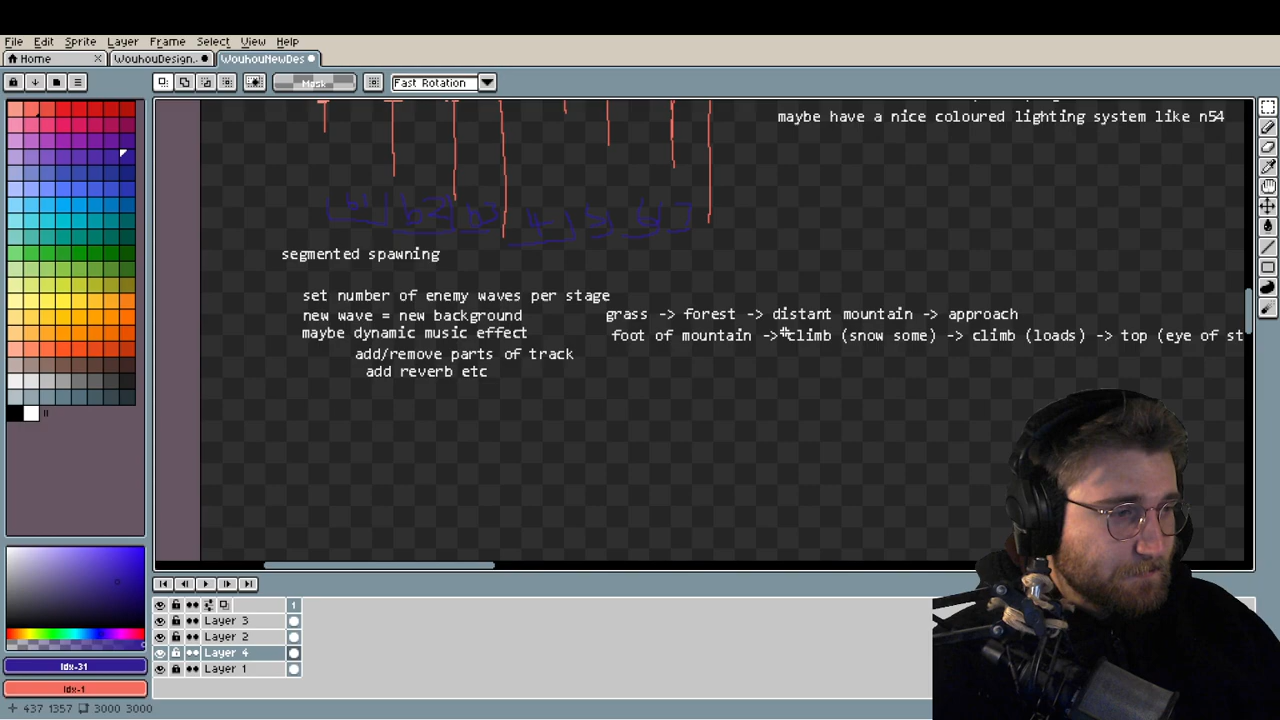 File Edit Sprite Layer Frame Select View Help
Home WouhouDesign. WouhouNewDes
Mask Fast Rotation
maybe have a nice coloured lighting system like n54
segmented spawning
set number of enemy waves per stage
new wave = new background
maybe dynamic music effect
add/remove parts of track
add reverb etc
grass -> forest -> distant mountain -> approach
foot of mountain -> climb (snow some) -> climb (loads) -> top (eye of st
1
Layer 3
Layer 2
Layer 4
Layer 1
Idx-31
Idx-1
437 1357 3000 3000